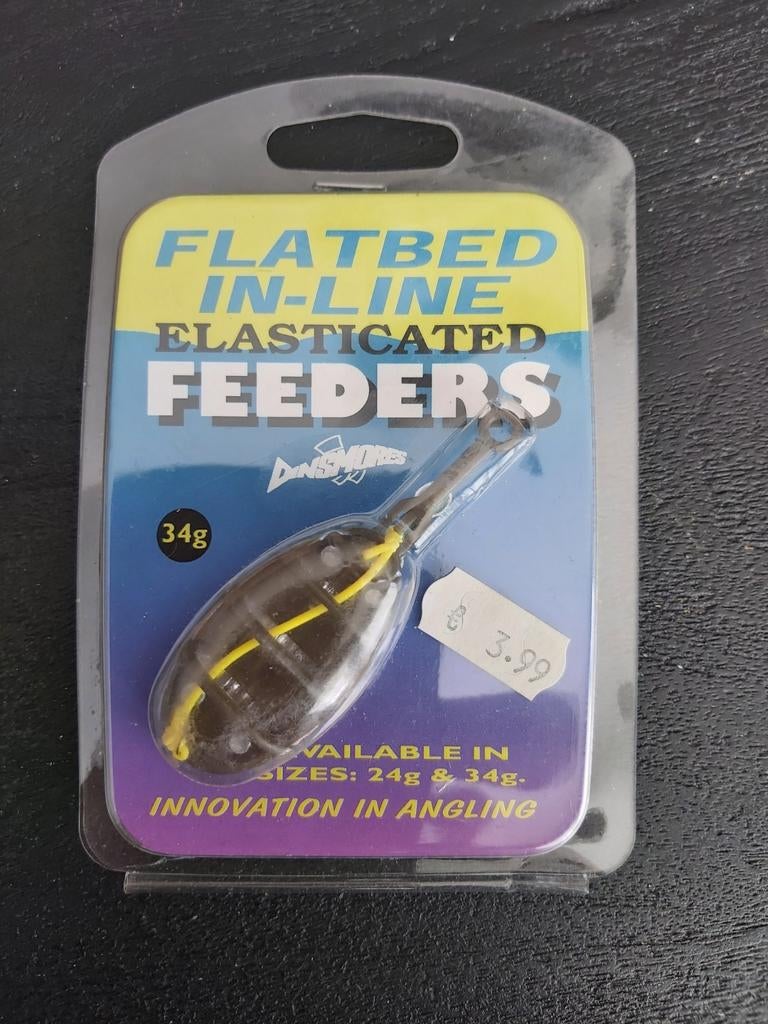 FLATBED
IN-LINE
ELASTICATED
FEEDERS
DINSMORES
34g
3.99
AVAILABLE IN
SIZES: 24g & 34g.
INNOVATION IN ANGLING